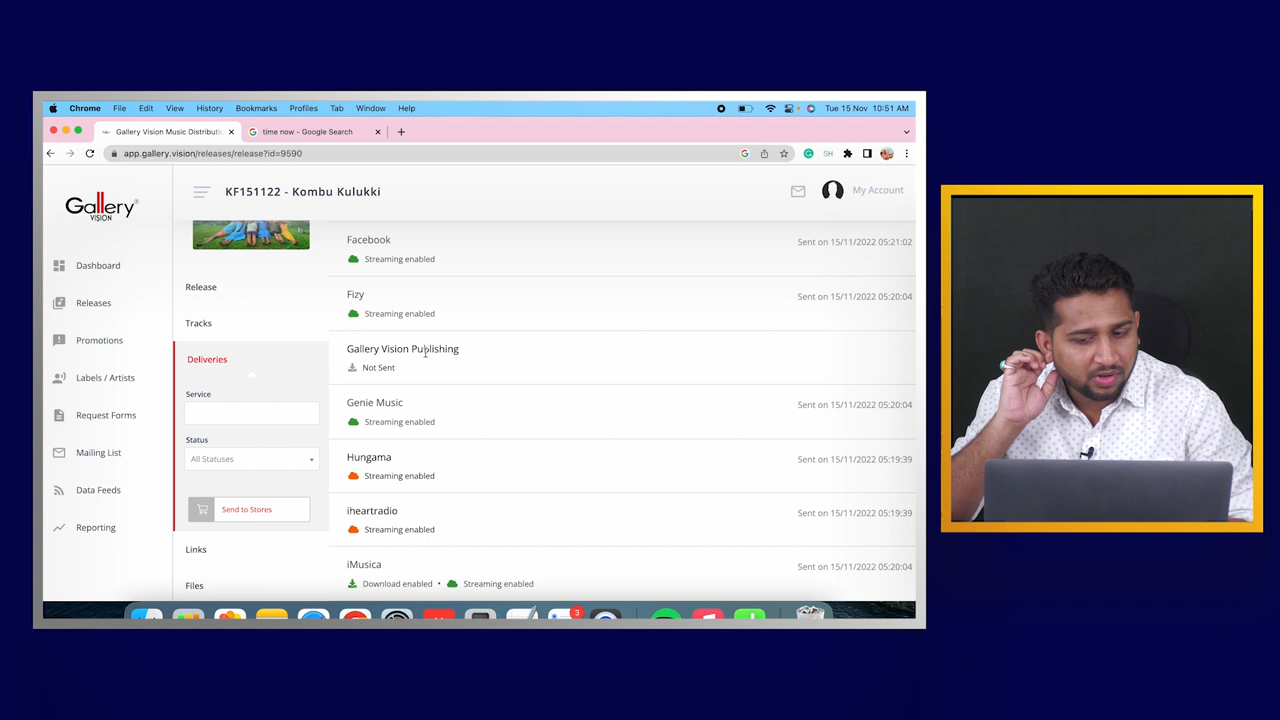 Chrome File Edit View History Bookmarks Profiles Tab Window Help Tue 15 Nov 10:51 AM
Gallery Vision Music Distributic time now - Google Search
app.gallery.vision/releases/release?id=9590 SH
Gallery VISION
KF151122 - Kombu Kulukki
My Account
Dashboard
Releases
Promotions
Labels / Artists
Request Forms
Mailing List
Data Feeds
Reporting
Release
Tracks
Deliveries
Service
Status
All Statuses
Send to Stores
Links
Files
Facebook Sent on 15/11/2022 05:21:02
Streaming enabled
Fizy Sent on 15/11/2022 05:20:04
Streaming enabled
Gallery Vision Publishing
Not Sent
Genie Music Sent on 15/11/2022 05:20:04
Streaming enabled
Hungama Sent on 15/11/2022 05:19:39
Streaming enabled
iheartradio Sent on 15/11/2022 05:19:39
Streaming enabled
iMusica Sent on 15/11/2022 05:20:04
Download enabled • Streaming enabled
3